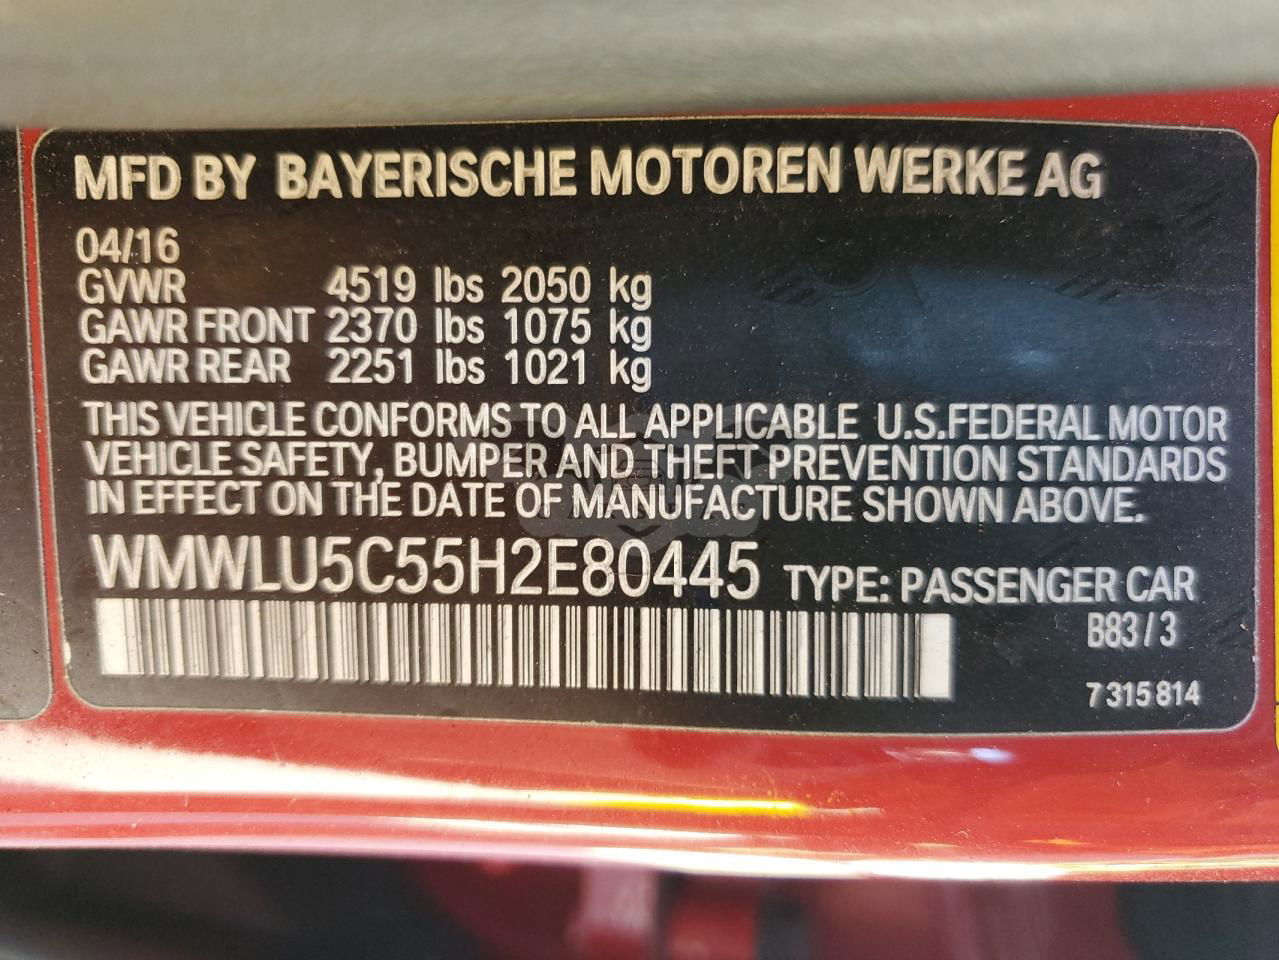 MFD BY BAYERISCHE MOTOREN WERKE AG
04/16
GVWR 4519 lbs 2050 kg
GAWR FRONT 2370 lbs 1075 kg
GAWR REAR 2251 lbs 1021 kg
THIS VEHICLE CONFORMS TO ALL APPLICABLE U.S.FEDERAL MOTOR
VEHICLE SAFETY, BUMPER AND THEFT PREVENTION STANDARDS
IN EFFECT ON THE DATE OF MANUFACTURE SHOWN ABOVE.
WMWLU5C55H2E80445 TYPE: PASSENGER CAR
B83/3
7 315 814